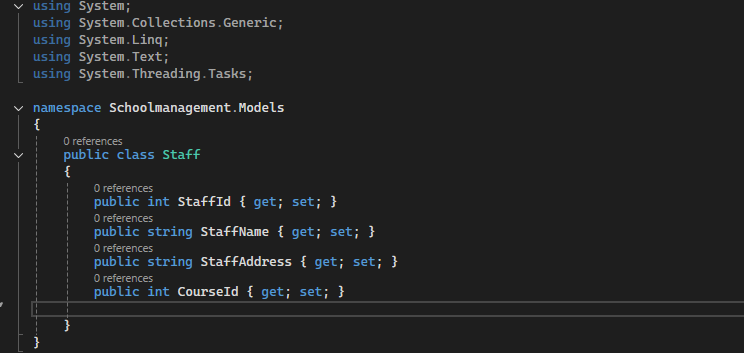 using System;
using System.Collections.Generic;
using System.Linq;
using System.Text;
using System.Threading.Tasks;
namespace Schoolmanagement.Models
{
0 references
public class Staff
{
0 references
public int StaffId { get; set; }
0 references
public string StaffName { get; set; }
0 references
public string StaffAddress { get; set; }
0 references
public int CourseId { get; set; }
}
}